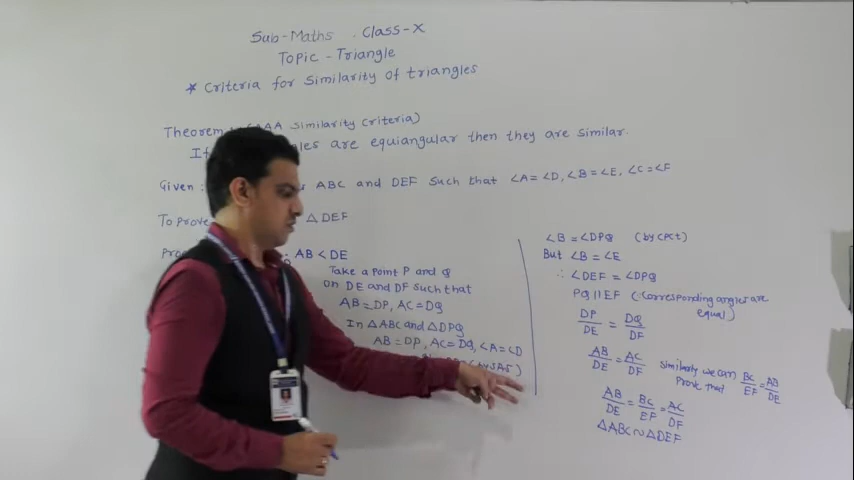 Sub-Maths . Class-X
Topic - Triangle
* Criteria for Similarity of triangles
Theorem (AAA Similarity Criteria)
If les are equiangular then they are similar.
Given : ABC and DEF Such that ∠A=∠D, ∠B=∠E, ∠C=∠F
To Prove △DEF
: AB < DE
Take a Point P and Q
on DE and DF Such that
AB = DP, AC = DQ
In △ABC and △DPQ
AB = DP, AC = DQ, ∠A=∠D
(by SAS)
∠B = ∠DPQ (by CPCT)
But ∠B = ∠E
∴ ∠DEF = ∠DPQ
PQ || EF (∵ Corresponding angles are equal)
DP/DE = DQ/DF
AB/DE = AC/DF Similarly we can Prove that BC/EF = AB/DE
AB/DE = BC/EF = AC/DF
△ABC ~ △DEF